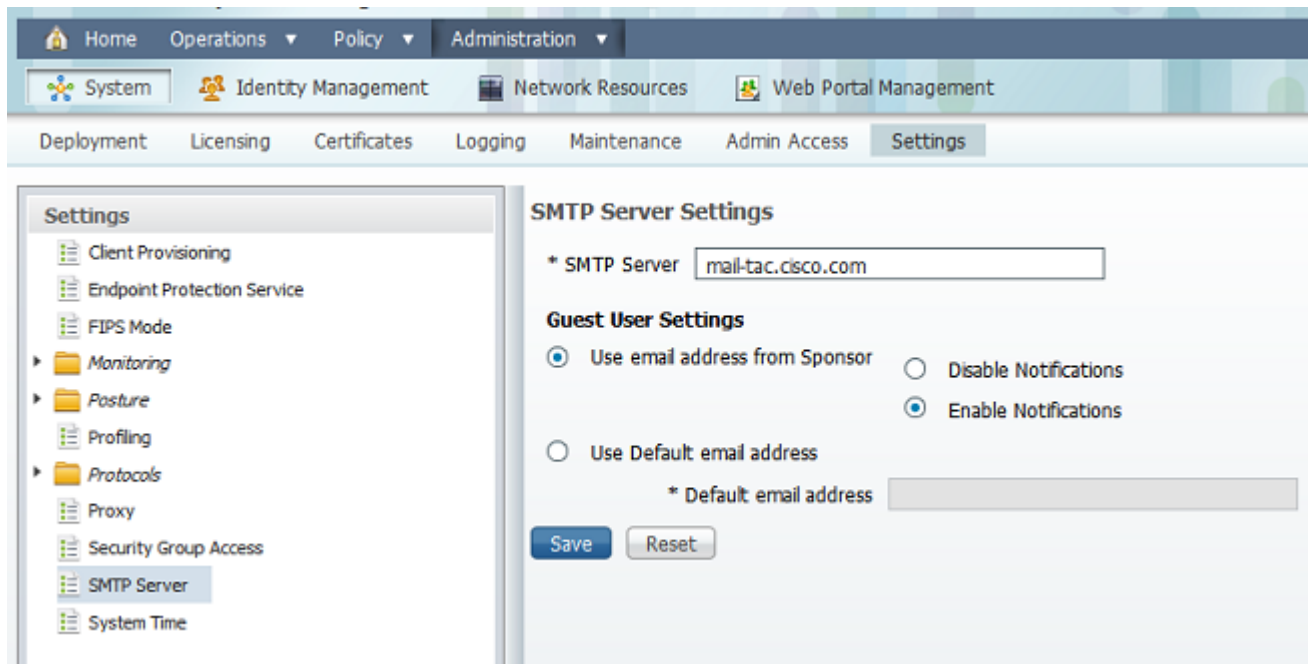 Home Operations ▼ Policy ▼ Administration ▼
System Identity Management Network Resources Web Portal Management
Deployment Licensing Certificates Logging Maintenance Admin Access Settings
Settings
Client Provisioning
Endpoint Protection Service
FIPS Mode
Monitoring
Posture
Profiling
Protocols
Proxy
Security Group Access
SMTP Server
System Time
SMTP Server Settings
* SMTP Server mail-tac.cisco.com
Guest User Settings
Use email address from Sponsor
Disable Notifications
Enable Notifications
Use Default email address
* Default email address
Save Reset